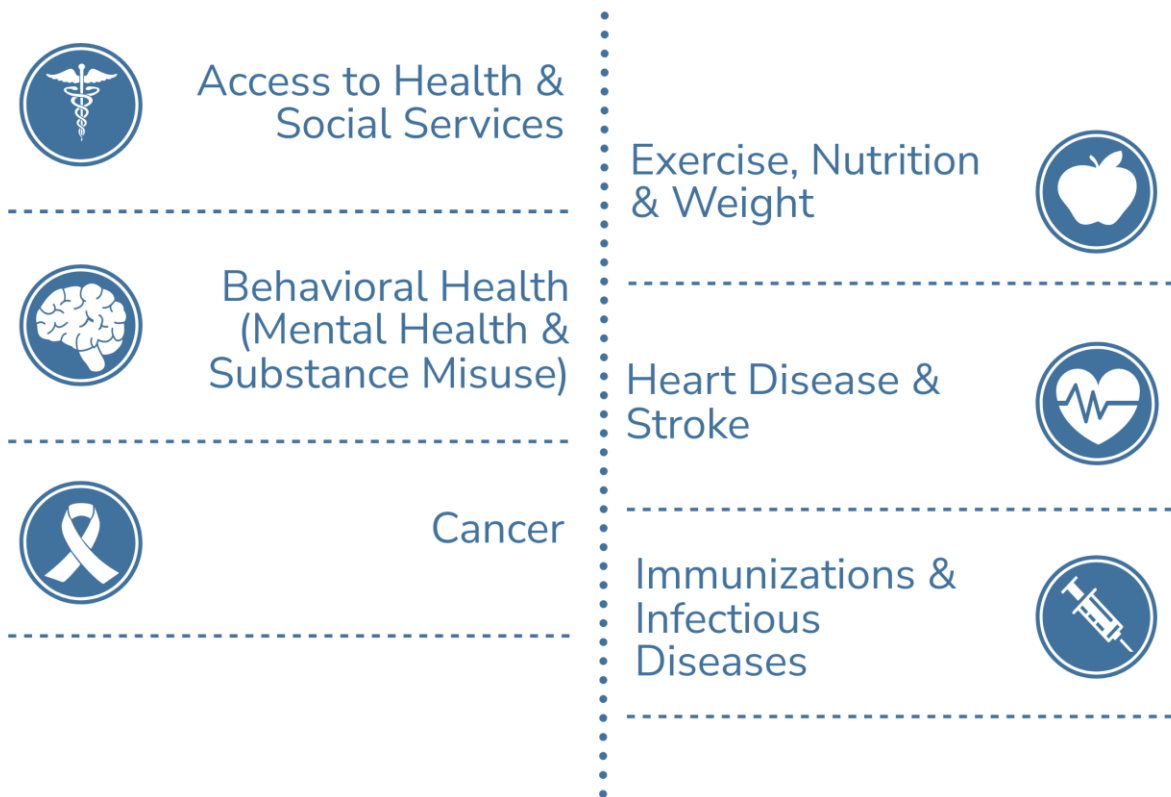 Access to Health &
Social Services
Behavioral Health
(Mental Health &
Substance Misuse)
Cancer
Exercise, Nutrition
& Weight
Heart Disease &
Stroke
Immunizations &
Infectious
Diseases